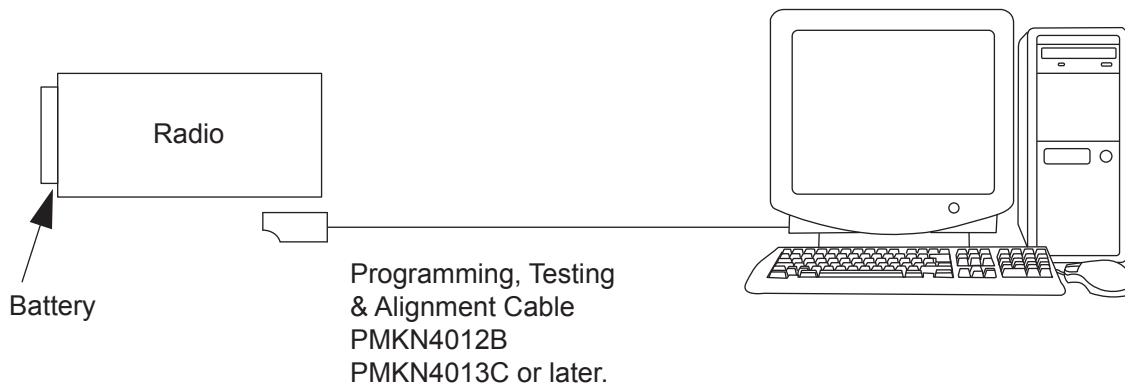 Radio
Battery
Programming, Testing
& Alignment Cable
PMKN4012B
PMKN4013C or later.